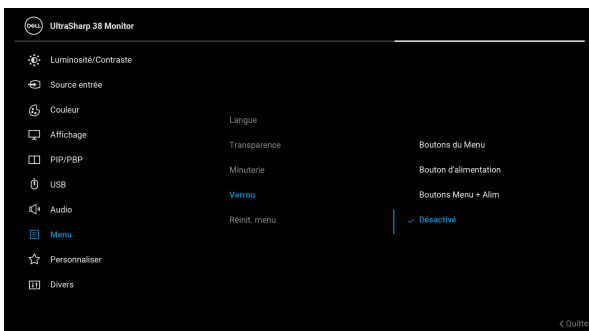 DELL
UltraSharp 38 Monitor
Luminosité/Contraste
Source entrée
Couleur
Affichage
PIP/PBP
USB
Audio
Menu
Personnaliser
Divers
Langue
Transparence
Minuterie
Verrou
Réinit. menu
Boutons du Menu
Bouton d'alimentation
Boutons Menu + Alim
Désactivé
Quitte